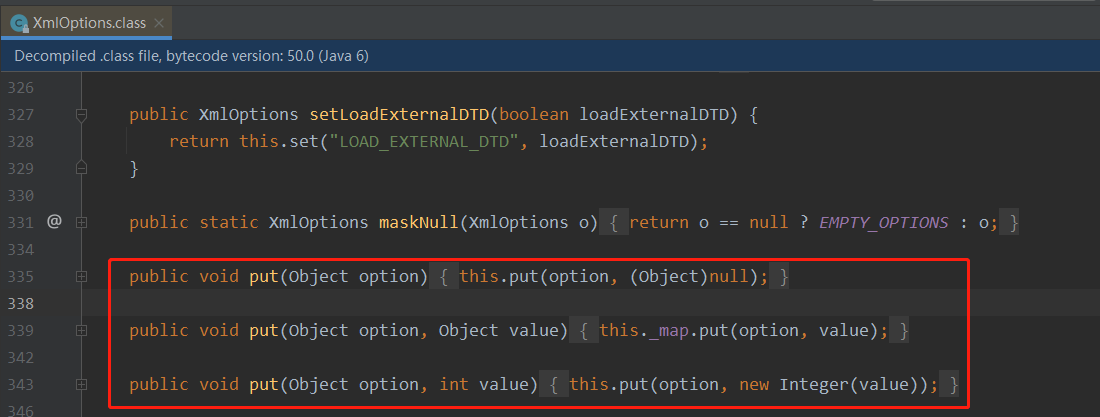 XmlOptions.class
Decompiled .class file, bytecode version: 50.0 (Java 6)
326
327 public XmlOptions setLoadExternalDTD(boolean loadExternalDTD) {
328 return this.set("LOAD_EXTERNAL_DTD", loadExternalDTD);
329 }
330
331 @ public static XmlOptions maskNull(XmlOptions o) { return o == null ? EMPTY_OPTIONS : o; }
334
335 public void put(Object option) { this.put(option, (Object)null); }
338
339 public void put(Object option, Object value) { this._map.put(option, value); }
342
343 public void put(Object option, int value) { this.put(option, new Integer(value)); }
346